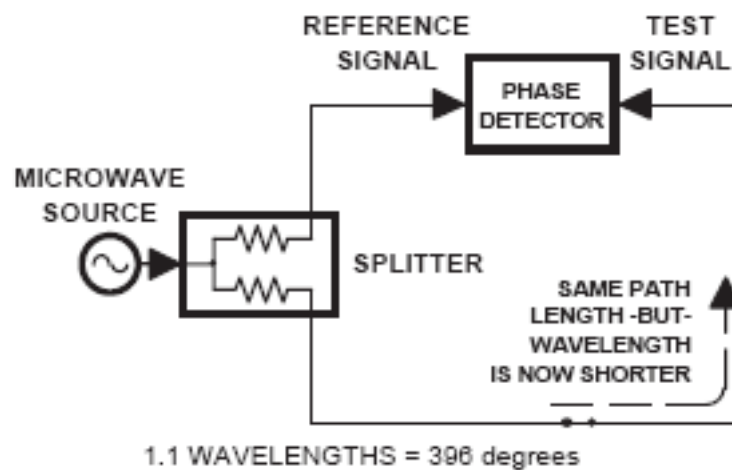 REFERENCE
SIGNAL
TEST
SIGNAL
PHASE
DETECTOR
MICROWAVE
SOURCE
SPLITTER
SAME PATH
LENGTH -BUT-
WAVELENGTH
IS NOW SHORTER
1.1 WAVELENGTHS = 396 degrees